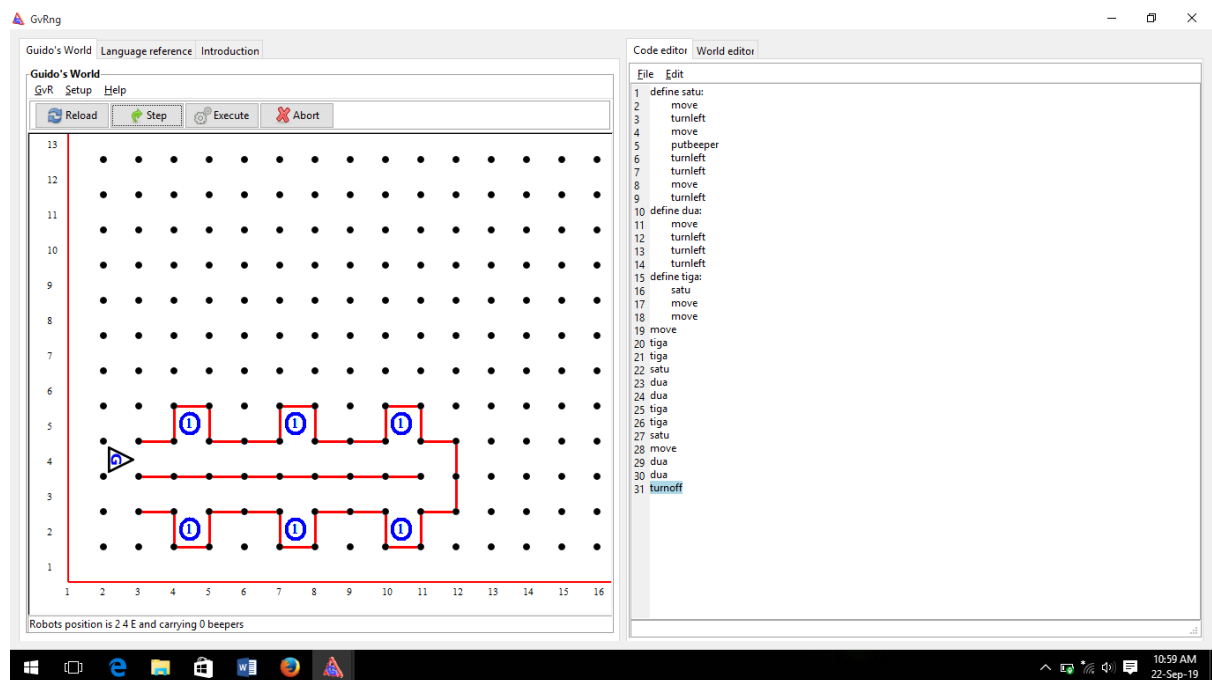 GvRng
Guido's World Language reference Introduction
Guido's World
GvR Setup Help
Reload Step Execute Abort
13
12
11
10
9
8
7
6
5
4
3
2
1
1 1 1
G
1 1 1
1 2 3 4 5 6 7 8 9 10 11 12 13 14 15 16
Robots position is 2 4 E and carrying 0 beepers
Code editor World editor
File Edit
1 define satu:
2 move
3 turnleft
4 move
5 putbeeper
6 turnleft
7 turnleft
8 move
9 turnleft
10 define dua:
11 move
12 turnleft
13 turnleft
14 turnleft
15 define tiga:
16 satu
17 move
18 move
19 move
20 tiga
21 tiga
22 satu
23 dua
24 dua
25 tiga
26 tiga
27 satu
28 move
29 dua
30 dua
31 turnoff
10:59 AM
22-Sep-19